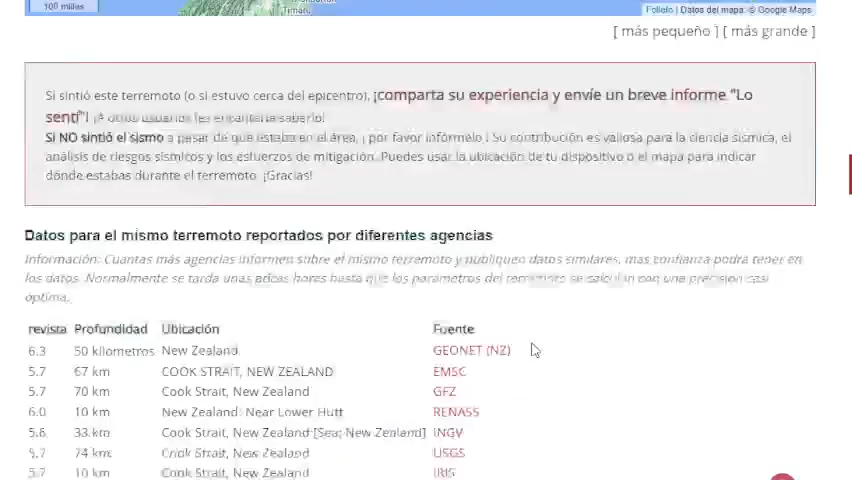 100 millas
Timaru
Folleto | Datos del mapa: © Google Maps
[ más pequeño ] [ más grande ]
Si sintió este terremoto (o si estuvo cerca del epicentro), ¡comparta su experiencia y envíe un breve informe "Lo
sentí"! ¡A otros usuarios les encantaría saberlo!
Si NO sintió el sismo a pesar de que estaba en el área, ¡ por favor infórmelo ! Su contribución es valiosa para la ciencia sísmica, el
análisis de riesgos sísmicos y los esfuerzos de mitigación. Puedes usar la ubicación de tu dispositivo o el mapa para indicar
dónde estabas durante el terremoto. ¡Gracias!
Datos para el mismo terremoto reportados por diferentes agencias
Información: Cuantas más agencias informen sobre el mismo terremoto y publiquen datos similares, más confianza podrá tener en
los datos. Normalmente se tarda unas pocas horas hasta que los parámetros del terremoto se calculan con una precisión casi
óptima.
revista Profundidad Ubicación Fuente
6.3 50 kilómetros New Zealand GEONET (NZ)
5.7 67 km COOK STRAIT, NEW ZEALAND EMSC
5.7 70 km Cook Strait, New Zealand GFZ
6.0 10 km New Zealand: Near Lower Hutt RENASS
5.6 33 km Cook Strait, New Zealand [Sea: New Zealand] INGV
5.7 74 km Cook Strait, New Zealand USGS
5.7 10 km Cook Strait, New Zealand IRIS